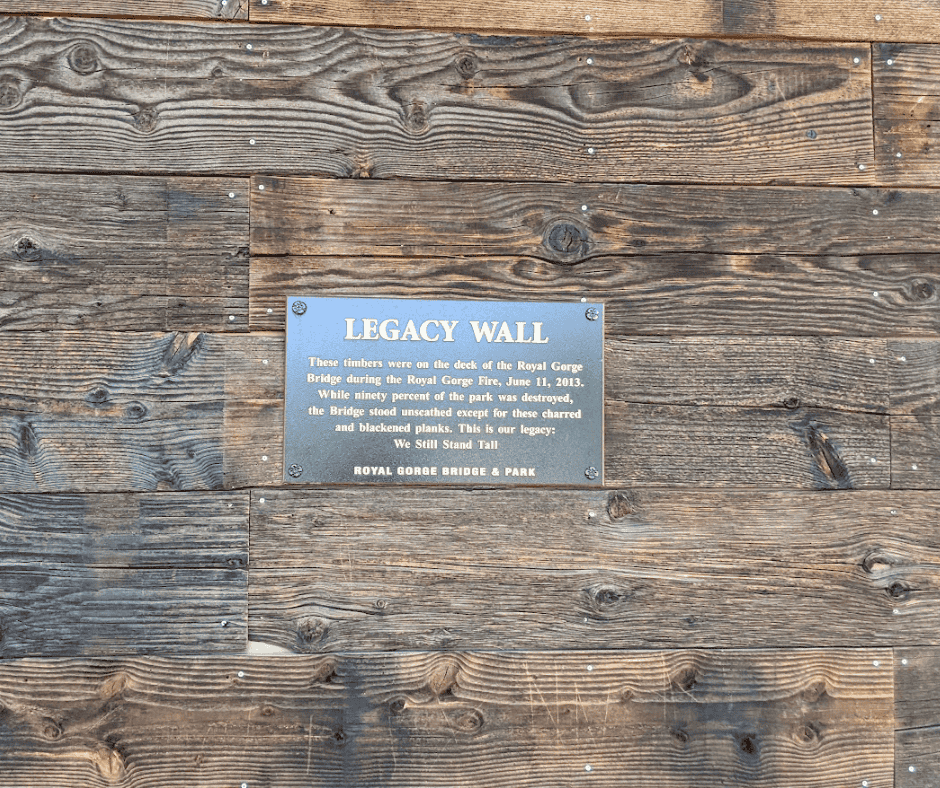 LEGACY WALL
These timbers were on the deck of the Royal Gorge
Bridge during the Royal Gorge Fire, June 11, 2013.
While ninety percent of the park was destroyed,
the Bridge stood unscathed except for these charred
and blackened planks. This is our legacy:
We Still Stand Tall
ROYAL GORGE BRIDGE & PARK